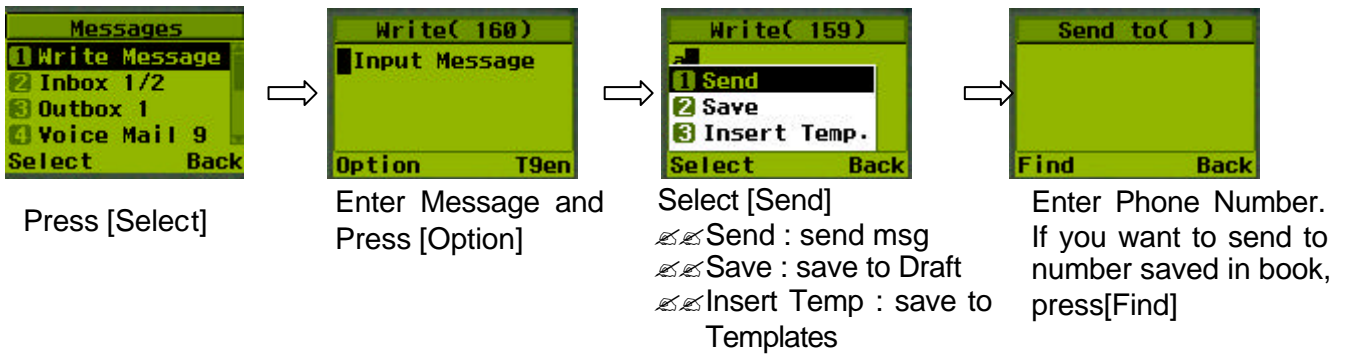 Messages
1 Write Message
2 Inbox 1/2
3 Outbox 1
4 Voice Mail 9
Select Back
Press [Select]
Write( 160)
Input Message
Option T9en
Enter Message and
Press [Option]
Write( 159)
a
1 Send
2 Save
3 Insert Temp.
Select Back
Select [Send]
Send : send msg
Save : save to Draft
Insert Temp : save to
Templates
Send to( 1)
Find Back
Enter Phone Number.
If you want to send to
number saved in book,
press[Find]